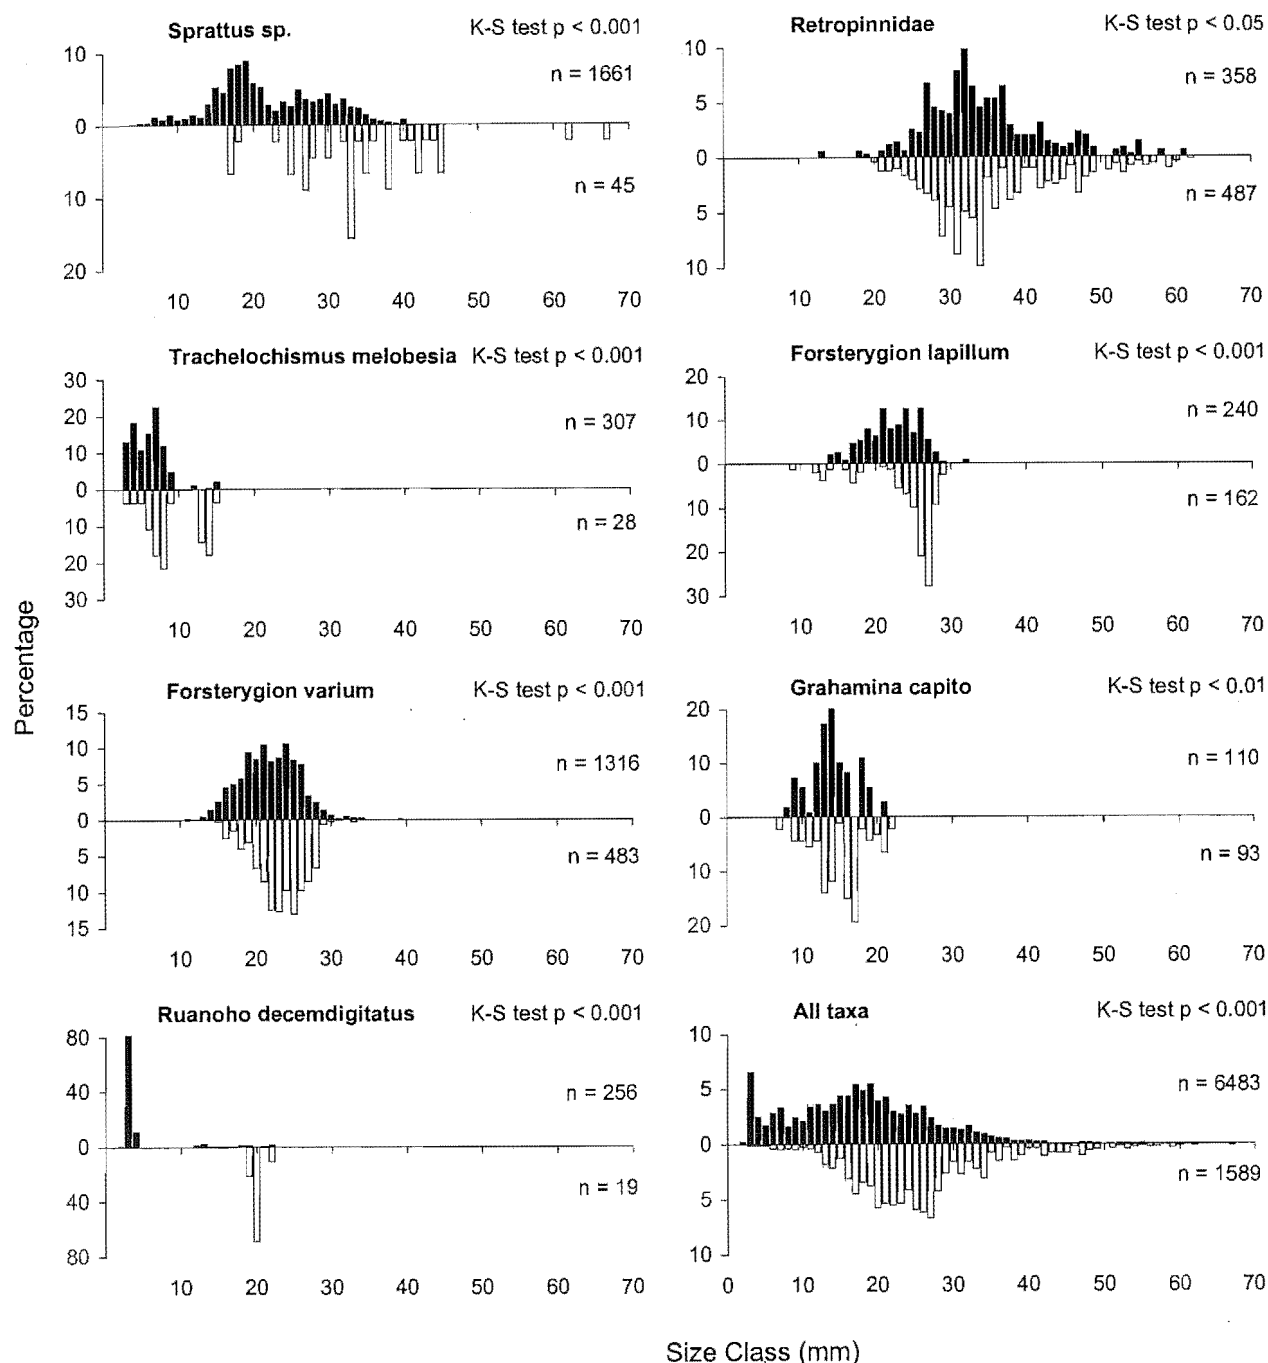 Sprattus sp.
K-S test p < 0.001
10
n = 1661
0
10
n = 45
20
10 20 30 40 50 60 70
Retropinnidae
K-S test p < 0.05
10
n = 358
5
0
5
n = 487
10
10 20 30 40 50 60 70
Trachelochismus melobesia
K-S test p < 0.001
30
20
n = 307
10
0
10
n = 28
20
30
10 20 30 40 50 60 70
Forsterygion lapillum
K-S test p < 0.001
20
n = 240
10
0
10
n = 162
20
30
10 20 30 40 50 60 70
Percentage
Forsterygion varium
K-S test p < 0.001
15
10
n = 1316
5
0
5
n = 483
10
15
10 20 30 40 50 60 70
Grahamina capito
K-S test p < 0.01
20
n = 110
10
0
n = 93
10
20
10 20 30 40 50 60 70
Ruanoho decemdigitatus
K-S test p < 0.001
80
n = 256
40
0
n = 19
40
80
10 20 30 40 50 60 70
All taxa
K-S test p < 0.001
10
n = 6483
5
0
n = 1589
5
10
0 10 20 30 40 50 60 70
Size Class (mm)